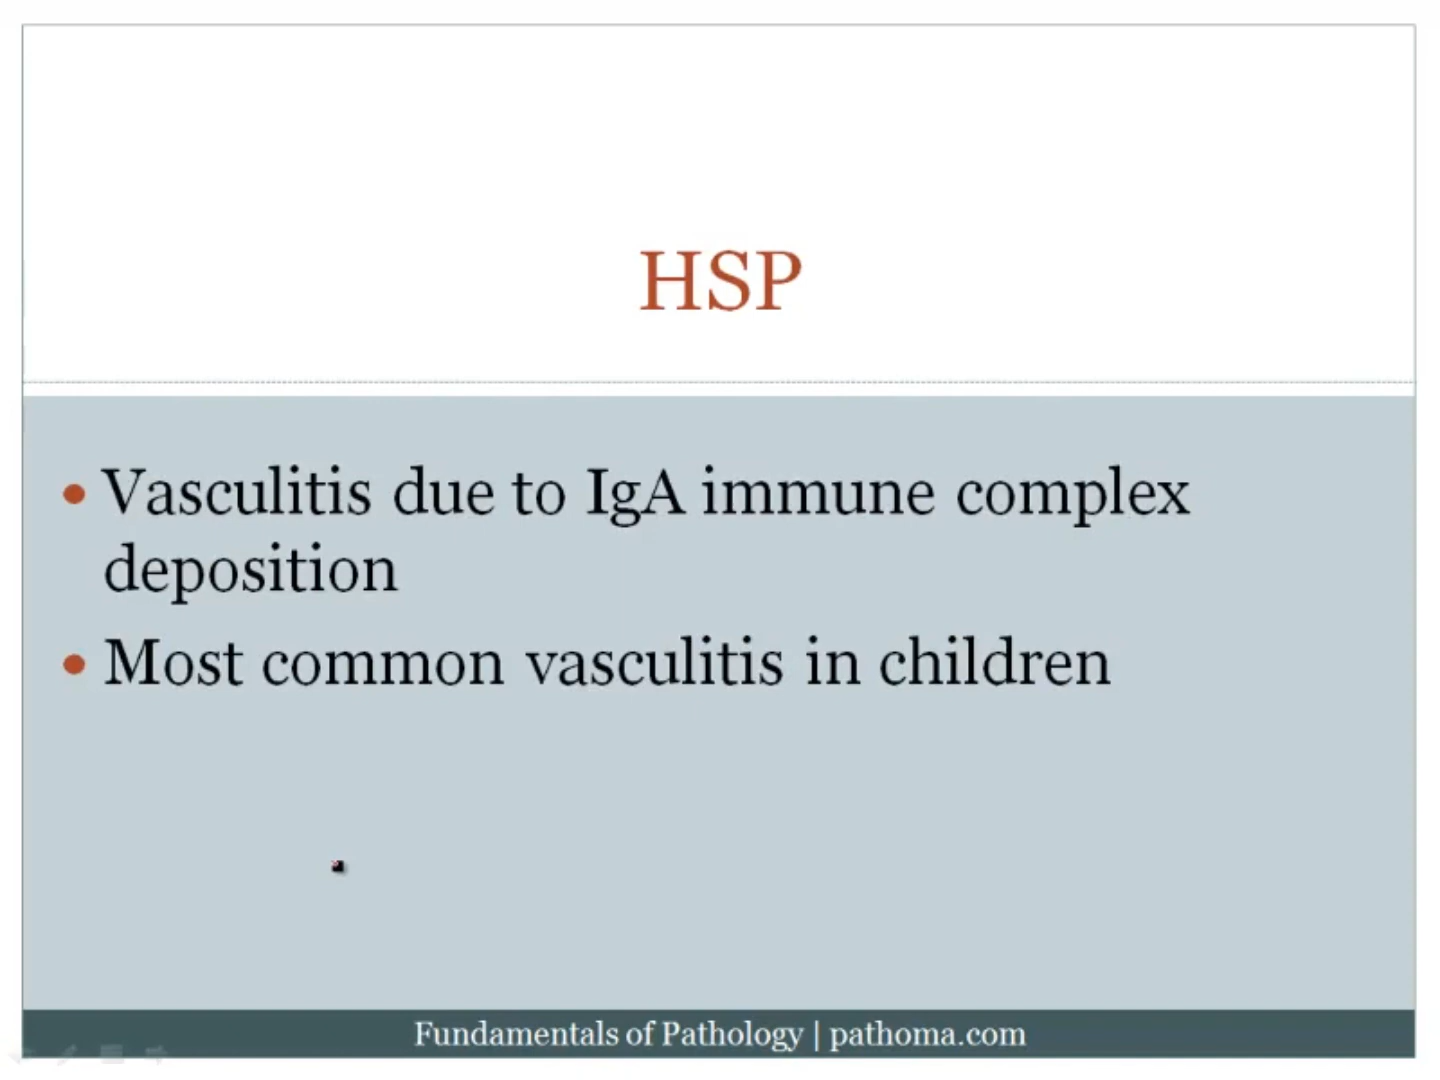 HSP
• Vasculitis due to IgA immune complex
deposition
• Most common vasculitis in children
Fundamentals of Pathology | pathoma.com